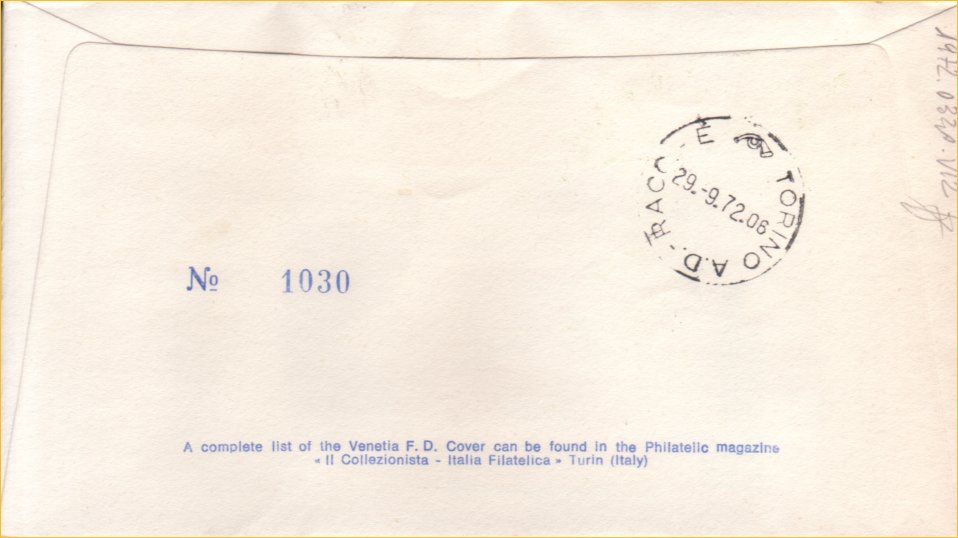 TORINO A.D. - RACC E
29.-9.72.06
№ 1030
A complete list of the Venetia F. D. Cover can be found in the Philatelic magazine
« Il Collezionista - Italia Filatelica » Turin (Italy)